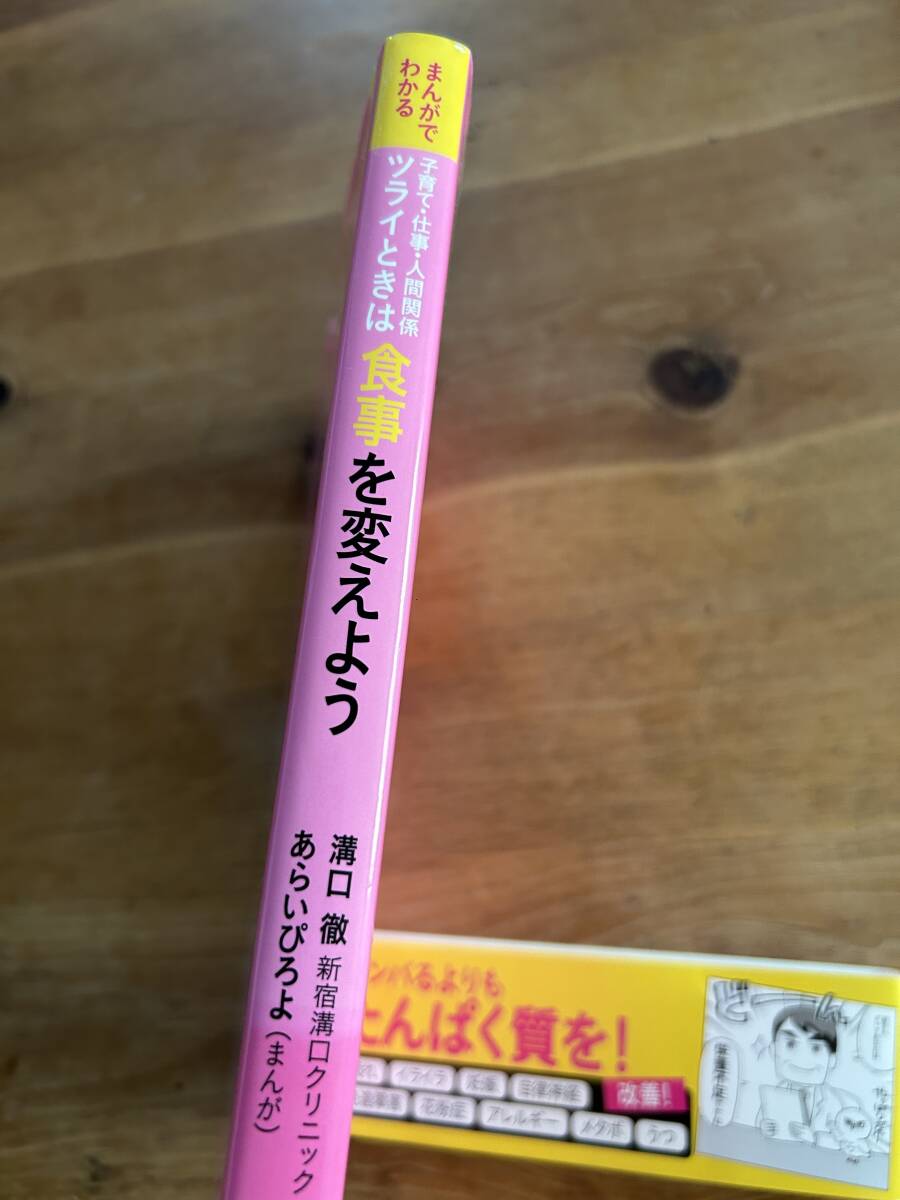 まんがで
わかる
子育て・仕事・人間関係
ツライときは
食事を変えよう
溝口 徹 新宿溝口クリニック
あらいぴろよ(まんが)
ンバるよりも
たんぱく質を!
イライラ
自律神経
改善!
花粉症
アレルギー
メタボ
うつ